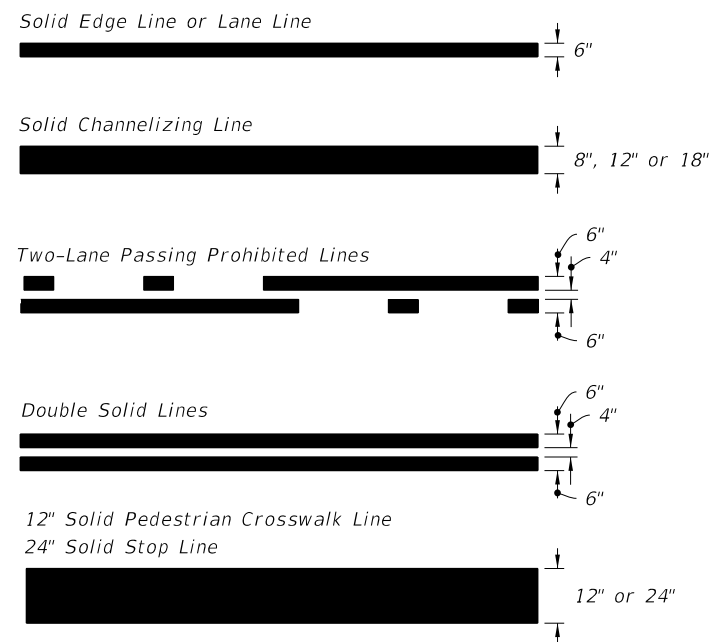 Solid Edge Line or Lane Line
6"
Solid Channelizing Line
8", 12" or 18"
6"
Two-Lane Passing Prohibited Lines
4"
6"
6"
Double Solid Lines
4"
6"
12" Solid Pedestrian Crosswalk Line
24" Solid Stop Line
12" or 24"